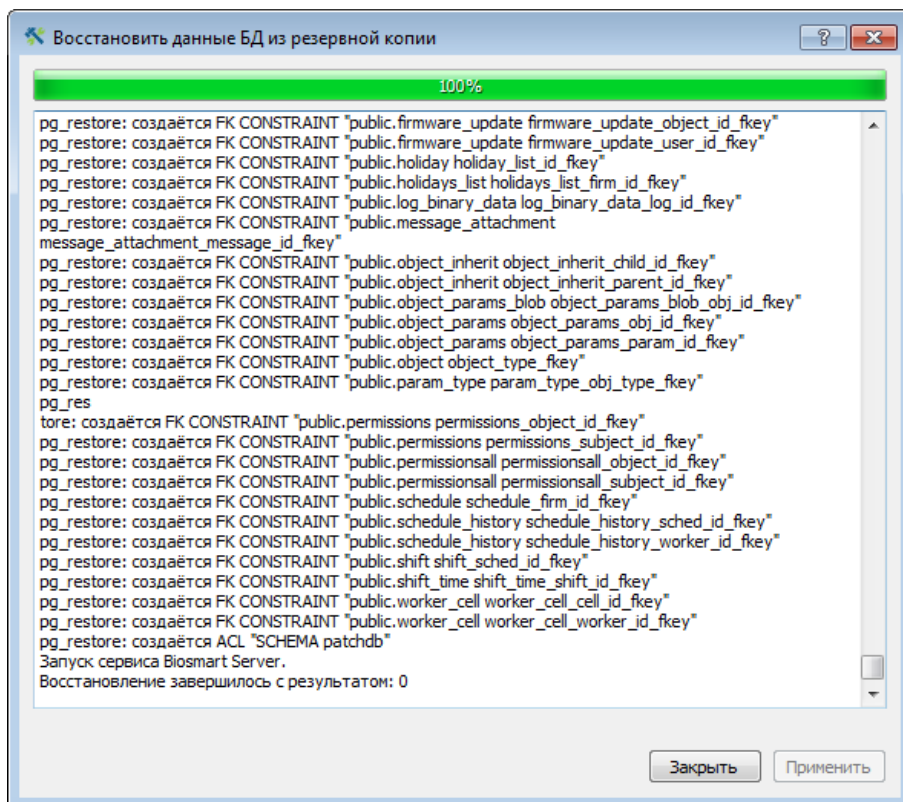 Восстановить данные БД из резервной копии
100%
pg_restore: создаётся FK CONSTRAINT "public.firmware_update firmware_update_object_id_fkey"
pg_restore: создаётся FK CONSTRAINT "public.firmware_update firmware_update_user_id_fkey"
pg_restore: создаётся FK CONSTRAINT "public.holiday holiday_list_id_fkey"
pg_restore: создаётся FK CONSTRAINT "public.holidays_list holidays_list_firm_id_fkey"
pg_restore: создаётся FK CONSTRAINT "public.log_binary_data log_binary_data_log_id_fkey"
pg_restore: создаётся FK CONSTRAINT "public.message_attachment
message_attachment_message_id_fkey"
pg_restore: создаётся FK CONSTRAINT "public.object_inherit object_inherit_child_id_fkey"
pg_restore: создаётся FK CONSTRAINT "public.object_inherit object_inherit_parent_id_fkey"
pg_restore: создаётся FK CONSTRAINT "public.object_params_blob object_params_blob_obj_id_fkey"
pg_restore: создаётся FK CONSTRAINT "public.object_params object_params_obj_id_fkey"
pg_restore: создаётся FK CONSTRAINT "public.object_params object_params_param_id_fkey"
pg_restore: создаётся FK CONSTRAINT "public.object object_type_fkey"
pg_restore: создаётся FK CONSTRAINT "public.param_type param_type_obj_type_fkey"
pg_res
tore: создаётся FK CONSTRAINT "public.permissions permissions_object_id_fkey"
pg_restore: создаётся FK CONSTRAINT "public.permissions permissions_subject_id_fkey"
pg_restore: создаётся FK CONSTRAINT "public.permissionsall permissionsall_object_id_fkey"
pg_restore: создаётся FK CONSTRAINT "public.permissionsall permissionsall_subject_id_fkey"
pg_restore: создаётся FK CONSTRAINT "public.schedule schedule_firm_id_fkey"
pg_restore: создаётся FK CONSTRAINT "public.schedule_history schedule_history_sched_id_fkey"
pg_restore: создаётся FK CONSTRAINT "public.schedule_history schedule_history_worker_id_fkey"
pg_restore: создаётся FK CONSTRAINT "public.shift shift_sched_id_fkey"
pg_restore: создаётся FK CONSTRAINT "public.shift_time shift_time_shift_id_fkey"
pg_restore: создаётся FK CONSTRAINT "public.worker_cell worker_cell_cell_id_fkey"
pg_restore: создаётся FK CONSTRAINT "public.worker_cell worker_cell_worker_id_fkey"
pg_restore: создаётся ACL "SCHEMA patchdb"
Запуск сервиса Biosmart Server.
Восстановление завершилось с результатом: 0
Закрыть Применить